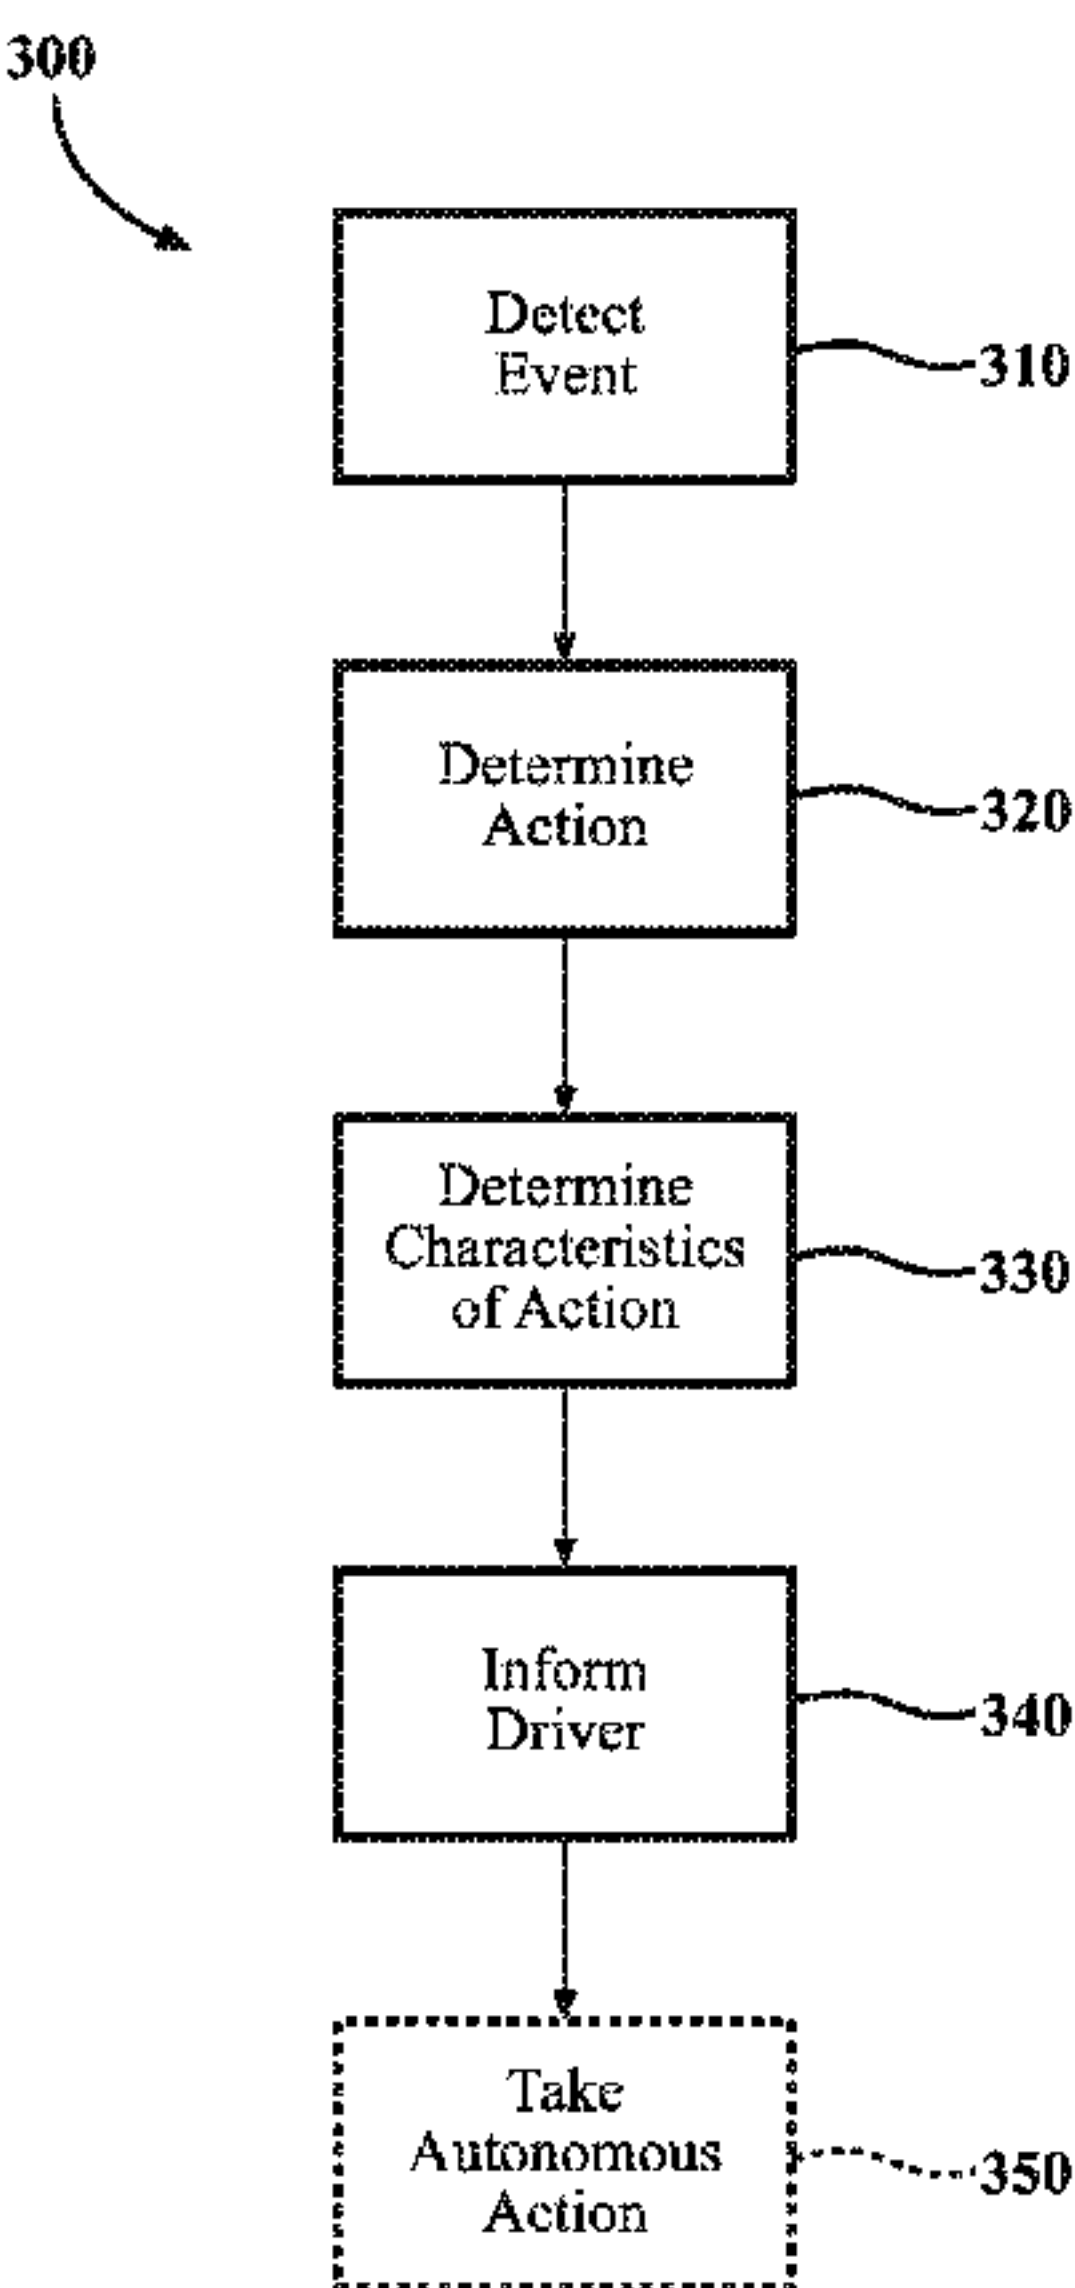 300
Detect
Event
310
Determine
Action
320
Determine
Characteristics
of Action
330
Inform
Driver
340
Take
Autonomous
Action
350